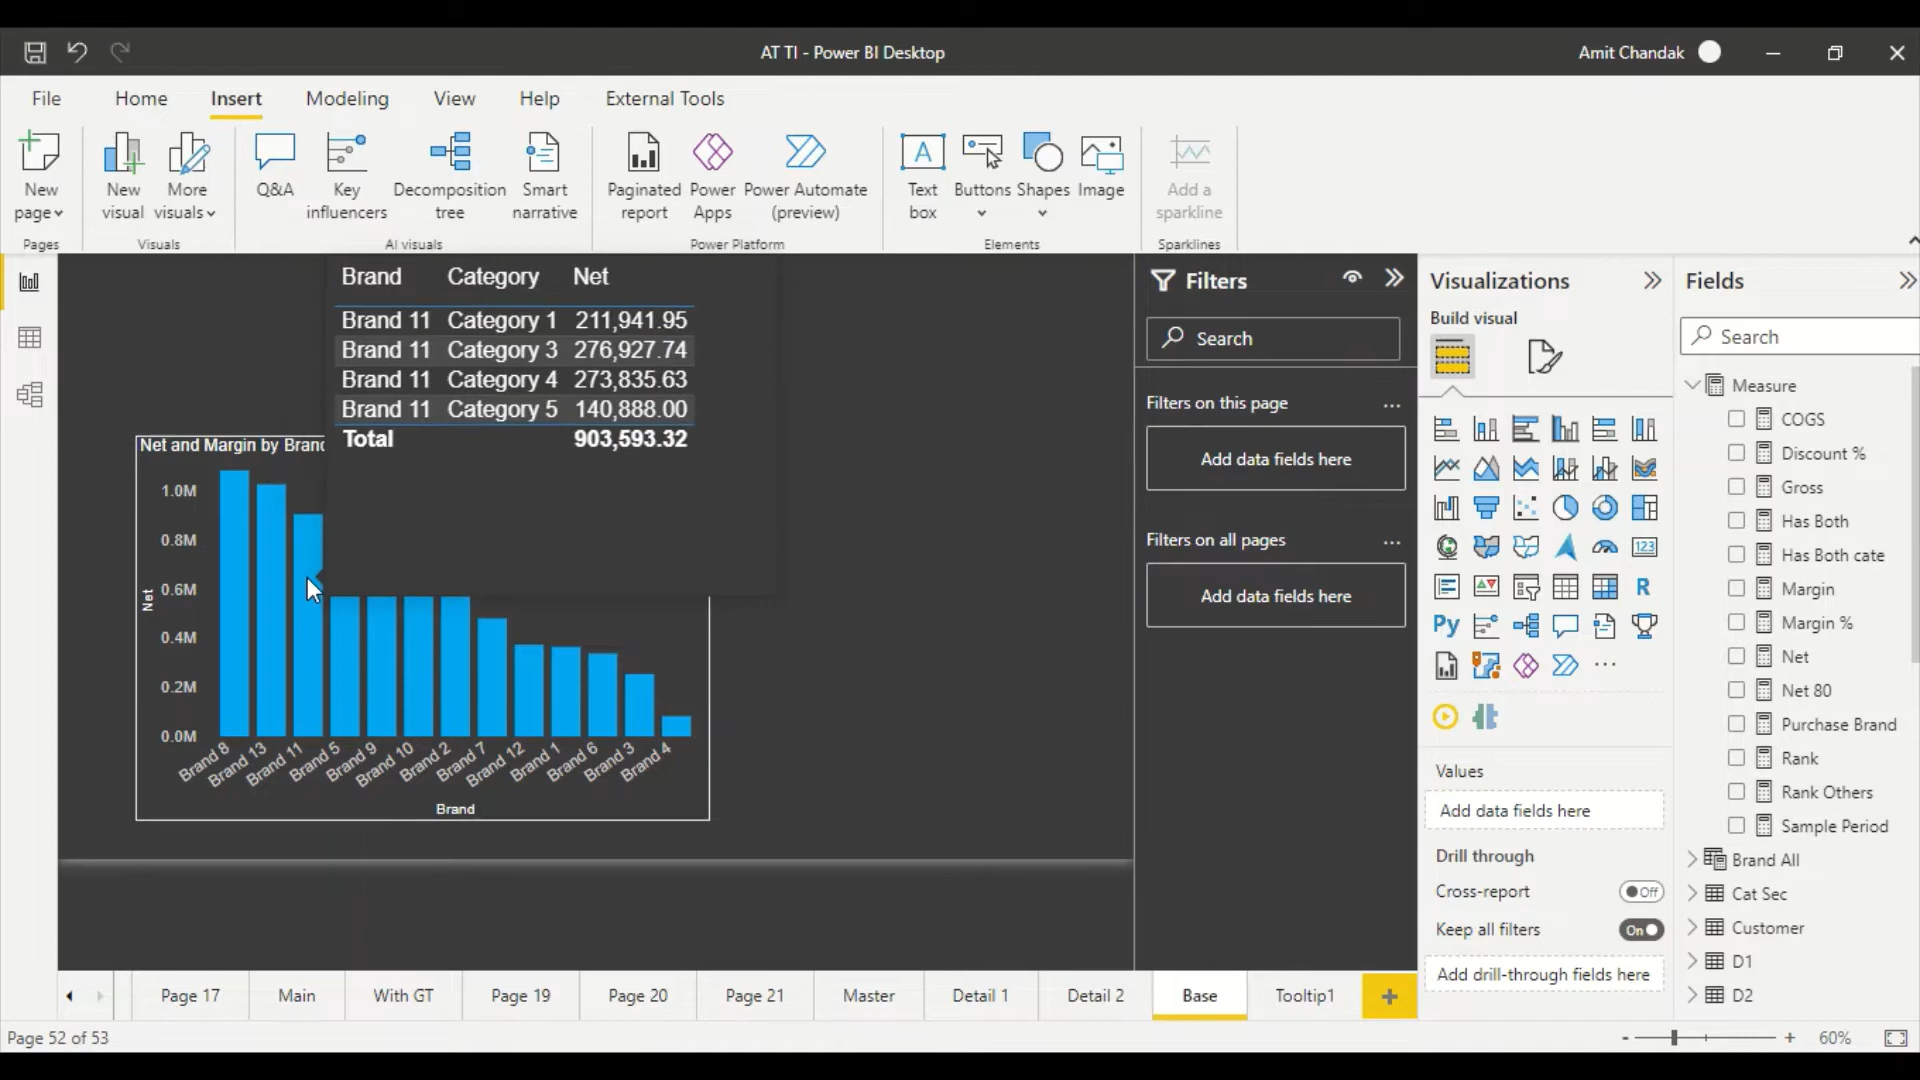 AT TI - Power BI Desktop
Amit Chandak
File
Home
Insert
Modeling
View
Help
External Tools
New page
New visual
More visuals
Q&A
Key influencers
Decomposition tree
Smart narrative
Paginated report
Power Apps
Power Automate (preview)
Text box
Buttons
Shapes
Image
Add a sparkline
Pages
Visuals
AI visuals
Power Platform
Elements
Sparklines
Brand Category Net
Brand 11 Category 1 211,941.95
Brand 11 Category 3 276,927.74
Brand 11 Category 4 273,835.63
Brand 11 Category 5 140,888.00
Total 903,593.32
Net and Margin by Brand
1.0M
0.8M
0.6M
0.4M
0.2M
0.0M
Net
Brand 8
Brand 13
Brand 11
Brand 5
Brand 9
Brand 10
Brand 2
Brand 7
Brand 12
Brand 1
Brand 6
Brand 3
Brand 4
Brand
Filters
Search
Filters on this page
...
Add data fields here
Filters on all pages
...
Add data fields here
Visualizations
Build visual
123
R
Py
...
Values
Add data fields here
Drill through
Cross-report
Off
Keep all filters
On
Add drill-through fields here
Fields
Search
Measure
COGS
Discount %
Gross
Has Both
Has Both cate
Margin
Margin %
Net
Net 80
Purchase Brand
Rank
Rank Others
Sample Period
Brand All
Cat Sec
Customer
D1
D2
Page 17
Main
With GT
Page 19
Page 20
Page 21
Master
Detail 1
Detail 2
Base
Tooltip1
+
Page 52 of 53
- + 60%